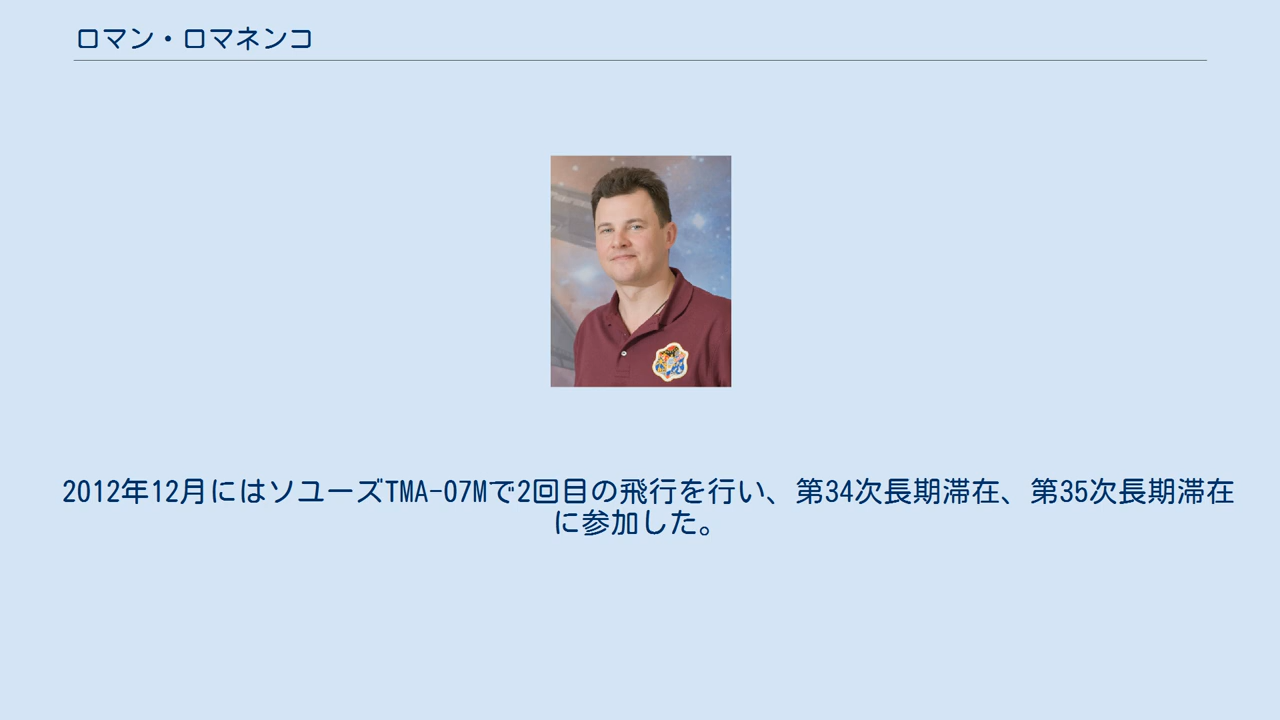 ロマン・ロマネンコ
2012年12月にはソユーズTMA-07Mで2回目の飛行を行い、第34次長期滞在、第35次長期滞在
に参加した。